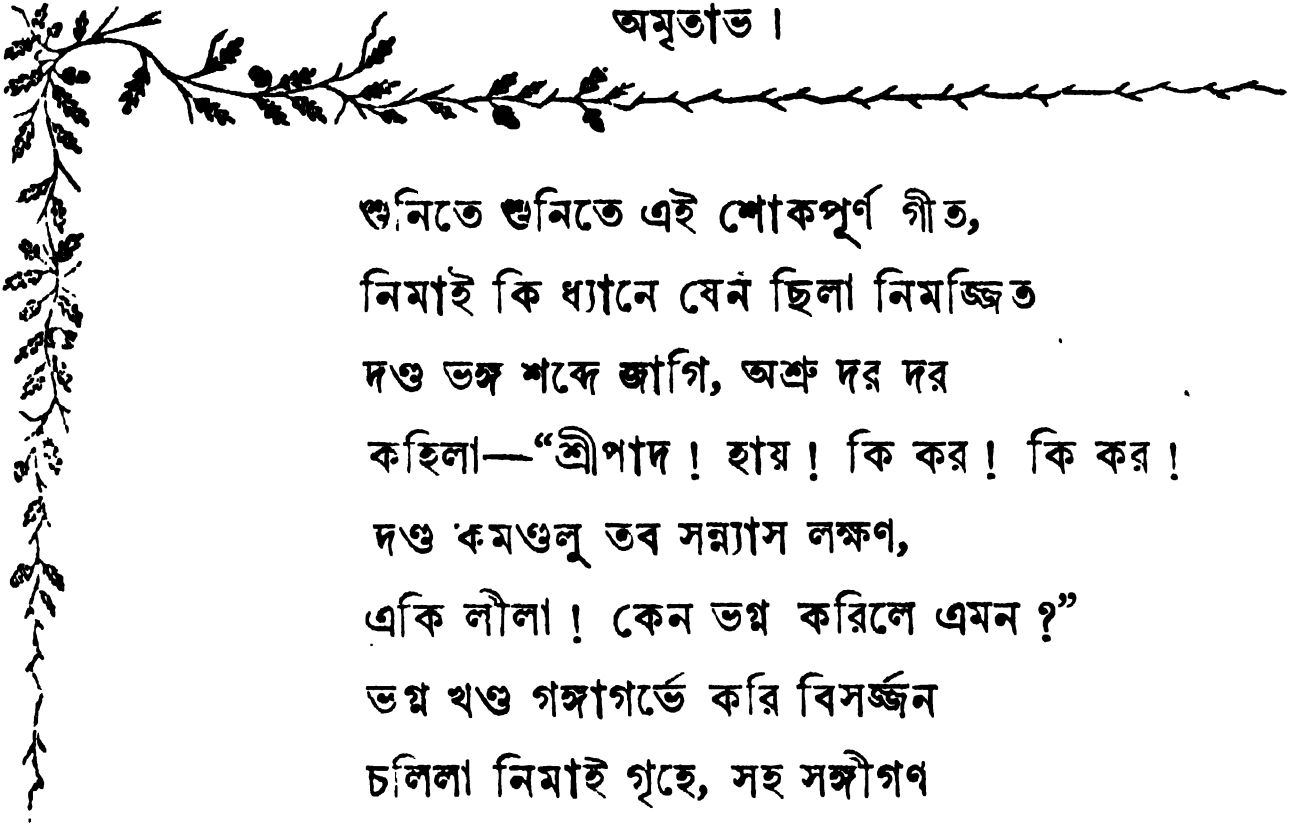 অমৃতাভ।
শুনিতে শুনিতে এই শোকপূর্ণ গীত,
নিমাই কি ধ্যানে যেন ছিলা নিমজ্জিত
দণ্ড ভঙ্গ শব্দে জাগি, অশ্রু দর দর
কহিলা—“শ্রীপাদ! হায়! কি কর! কি কর!
দণ্ড কমণ্ডলু তব সন্ন্যাস লক্ষণ,
একি লীলা! কেন ভগ্ন করিলে এমন?”
ভগ্ন খণ্ড গঙ্গাগর্ভে করি বিসর্জ্জন
চলিলা নিমাই গৃহে, সহ সঙ্গীগণ